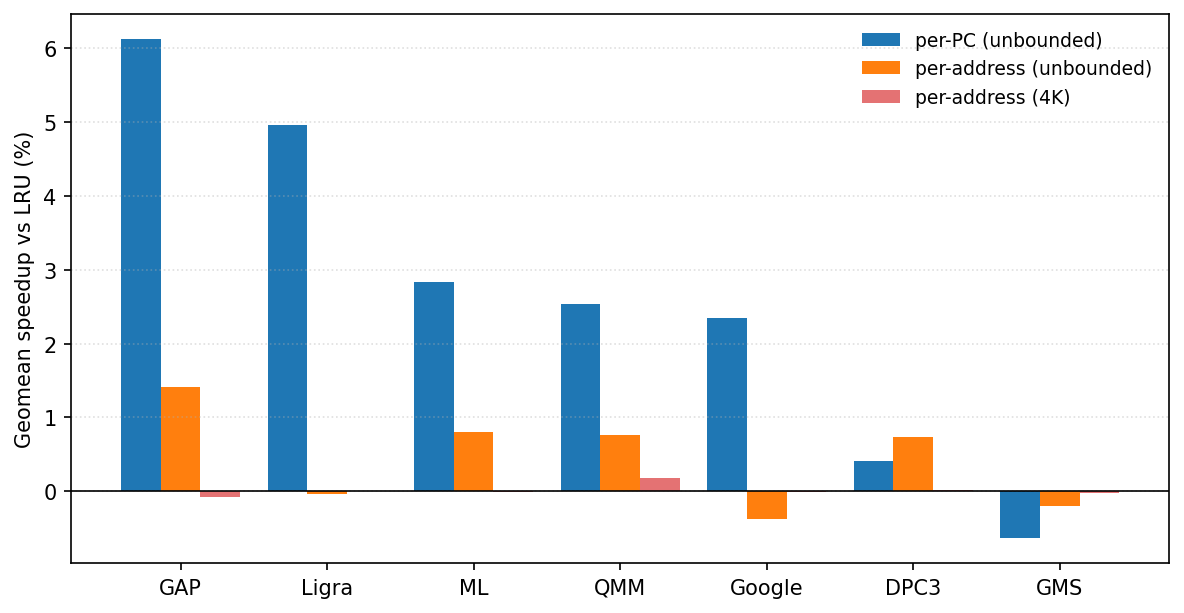 Geomean speedup vs LRU (%)
6
5
4
3
2
1
0
per-PC (unbounded)
per-address (unbounded)
per-address (4K)
GAP Ligra ML QMM Google DPC3 GMS